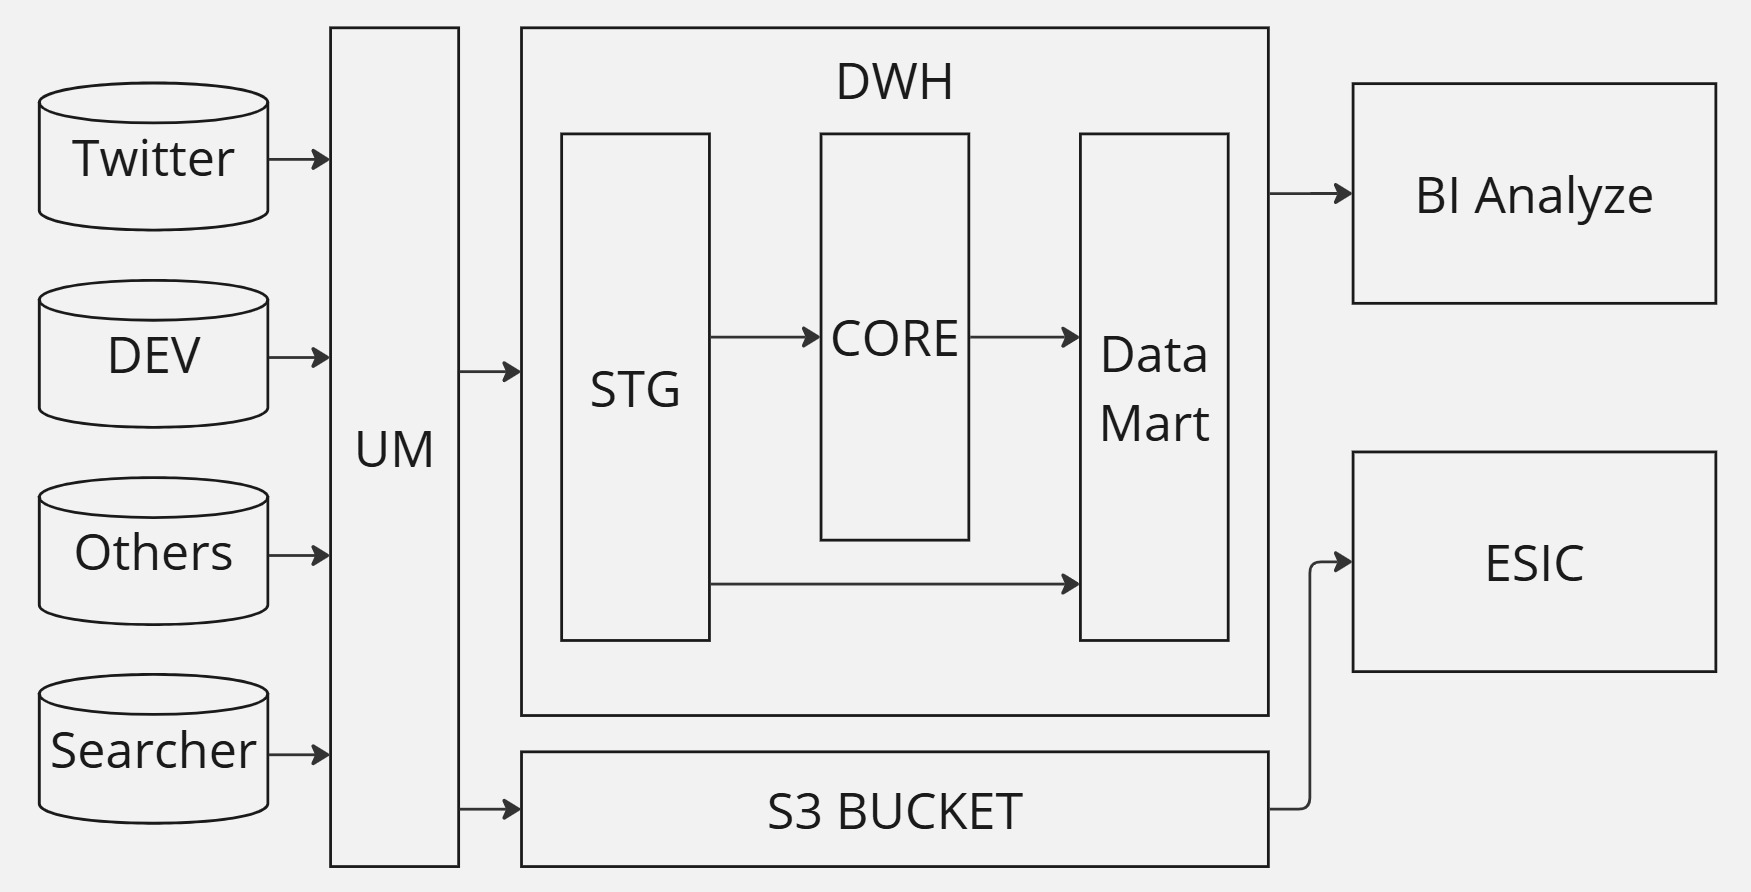 Twitter
DEV
Others
Searcher
UM
DWH
STG
CORE
Data
Mart
S3 BUCKET
BI Analyze
ESIC